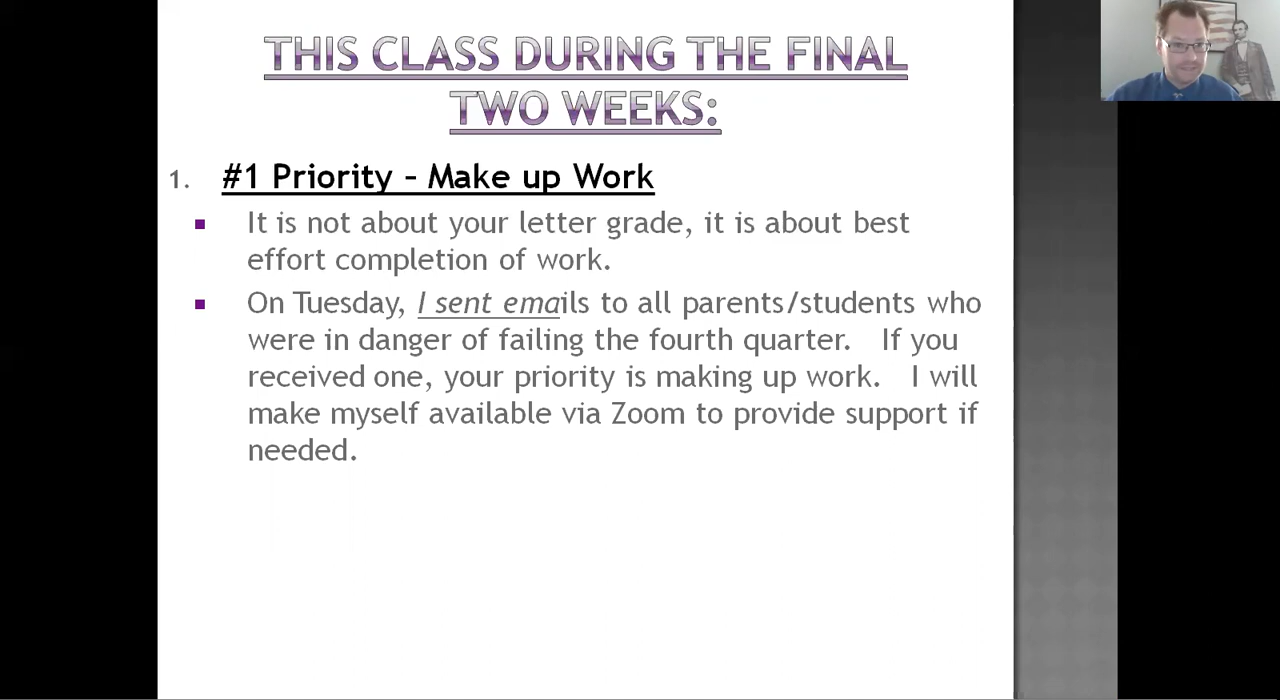 THIS CLASS DURING THE FINAL
TWO WEEKS:
1. #1 Priority – Make up Work
It is not about your letter grade, it is about best
effort completion of work.
On Tuesday, I sent emails to all parents/students who
were in danger of failing the fourth quarter. If you
received one, your priority is making up work. I will
make myself available via Zoom to provide support if
needed.